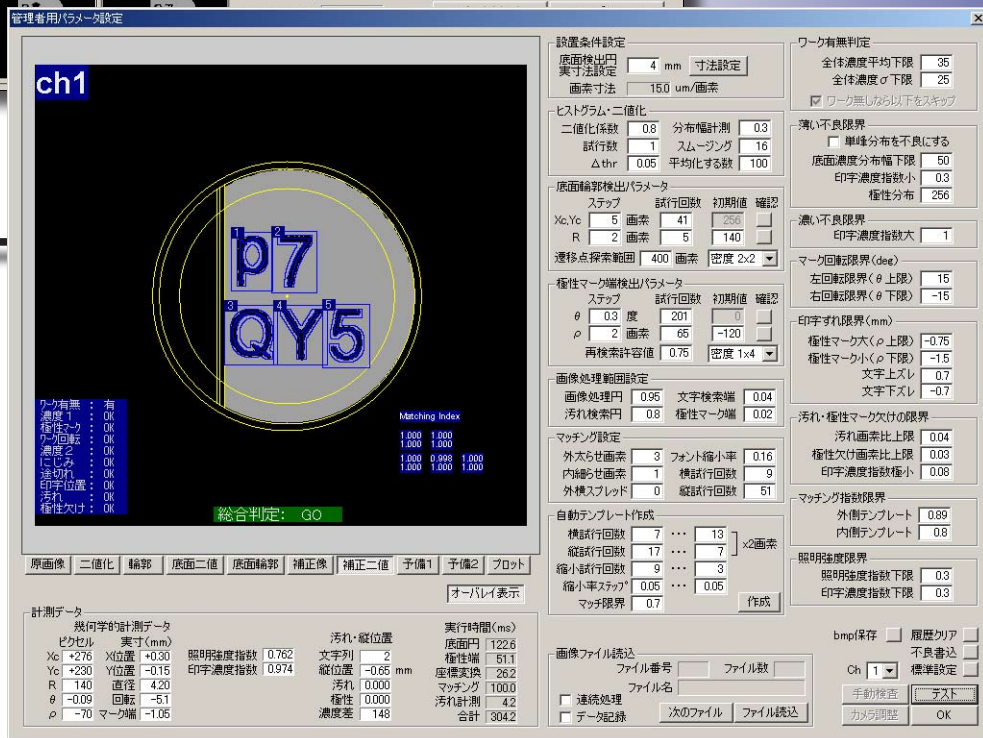 管理者用パラメータ設定
ch1
1 2
p7
3 4 5
QY5
ワーク有無: 有
濃度1: OK
極性マーク: OK
ワーク回転: OK
濃度2: OK
にじみ: OK
途切れ: OK
印字位置: OK
汚れ: OK
極性欠け: OK
Matching Index
1.000 1.000
1.000 1.000
1.000 0.998 1.000
1.000 1.000 1.000
総合判定: GO
原画像 二値化 輪郭 底面二値 底面輪郭 補正像 補正二値 予備1 予備2 プロット
オーバレイ表示
計測データ
幾何学的計測データ
ピクセル 実寸(mm)
Xc +276 X位置 +0.30
Yc +230 Y位置 -0.15
R 140 直径 4.20
θ -0.09 回転 -5.1
ρ -70 マーク端 -1.05
照明強度指数 0.762
印字濃度指数 0.974
汚れ・縦位置
文字列 2
縦位置 -0.65 mm
汚れ 0.000
極性 0.000
濃度差 148
実行時間(ms)
底面円 122.6
極性端 51.1
座標変換 26.2
マッチング 100.0
汚れ計測 4.2
合計 304.2
設置条件設定
底面検出円
実寸法設定 4 mm 寸法設定
画素寸法 15.0 um/画素
ヒストグラム・二値化
二値化係数 0.8 分布幅計測 0.3
試行数 1 スムージング 16
Δthr 0.05 平均化する数 100
底面輪郭検出パラメータ
ステップ 試行回数 初期値 確認
Xc,Yc 5 画素 41 256
R 2 画素 5 140
遷移点探索範囲 400 画素 密度 2x2
極性マーク端検出パラメータ
ステップ 試行回数 初期値 確認
θ 0.3 度 201 0
ρ 2 画素 65 -120
再検索許容値 0.75 密度 1x4
画像処理範囲設定
画像処理円 0.95 文字検索端 0.04
汚れ検索円 0.8 極性マーク端 0.02
マッチング設定
外太らせ画素 3 フォント縮小率 0.16
内細らせ画素 1 横試行回数 9
外横スプレッド 0 縦試行回数 51
自動テンプレート作成
横試行回数 7 … 13
縦試行回数 17 … 7
x2画素
縮小試行回数 9 … 3
縮小率ステップ 0.05 … 0.05
マッチ限界 0.7 作成
画像ファイル読込
ファイル番号 ファイル数
ファイル名
連続処理
データ記録 次のファイル ファイル読込
ワーク有無判定
全体濃度平均下限 35
全体濃度σ下限 25
ワーク無しなら以下をスキップ
薄い不良限界
単峰分布を不良にする
底面濃度分布幅下限 50
印字濃度指数小 0.3
極性分布 256
濃い不良限界
印字濃度指数大 1
マーク回転限界(deg)
左回転限界(θ上限) 15
右回転限界(θ下限) -15
印字ずれ限界(mm)
極性マーク大(ρ上限) -0.75
極性マーク小(ρ下限) -1.5
文字上ズレ 0.7
文字下ズレ -0.7
汚れ・極性マーク欠けの限界
汚れ画素比上限 0.04
極性欠け画素比上限 0.03
印字濃度指数極小 0.08
マッチング指数限界
外側テンプレート 0.89
内側テンプレート 0.8
照明強度限界
照明強度指数下限 0.3
印字濃度指数下限 0.3
bmp保存 履歴クリア
不良書込
Ch 1 標準設定
手動検査 テスト
カメラ調整 OK